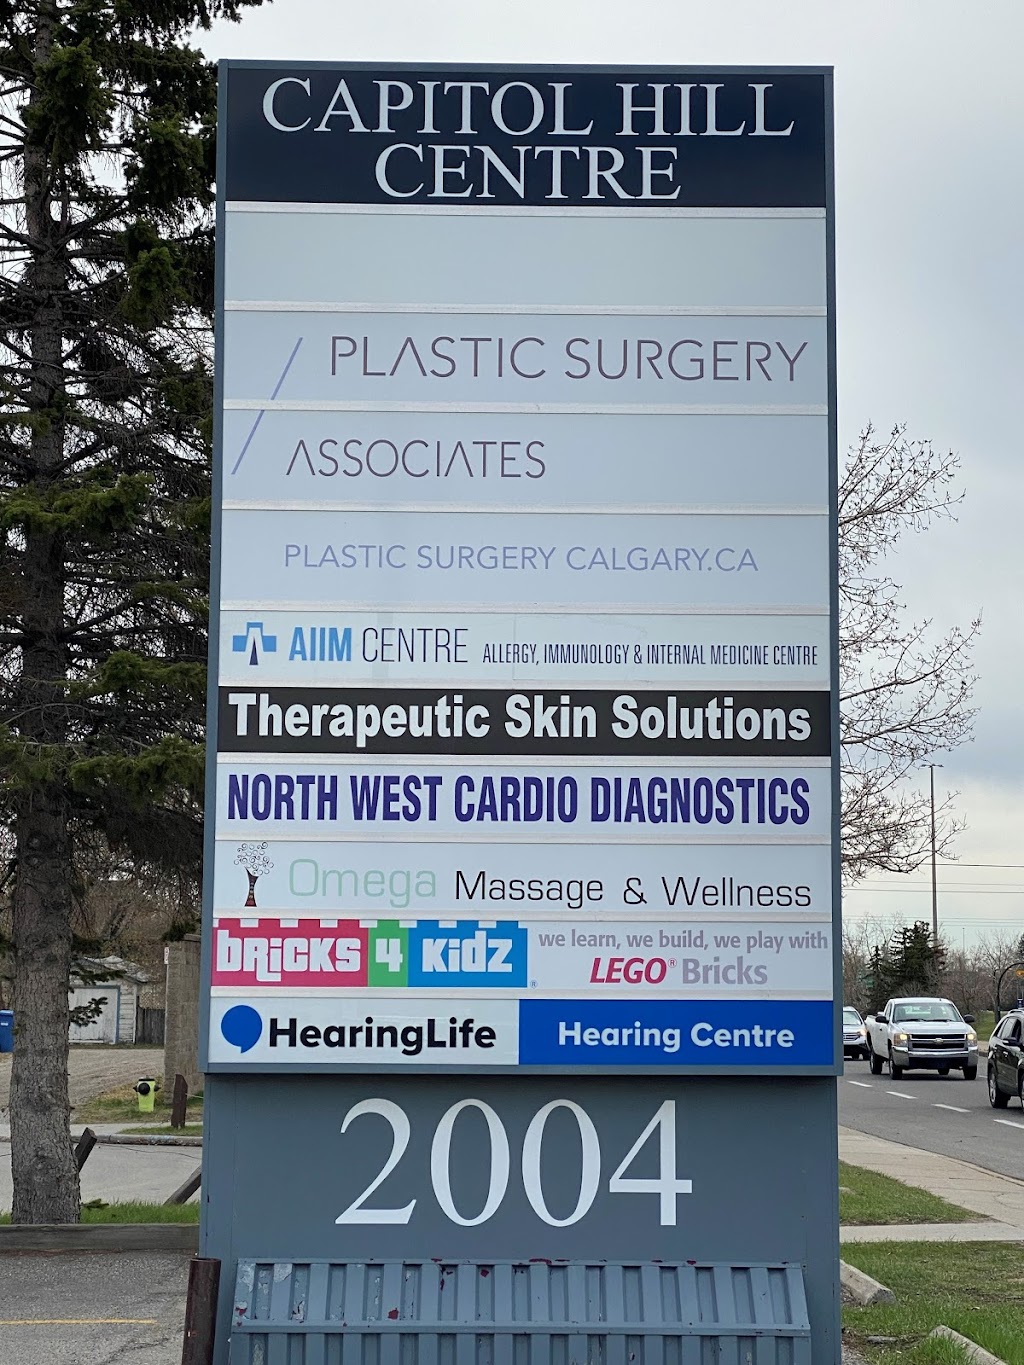 CAPITOL HILL
CENTRE
PLASTIC SURGERY
ASSOCIATES
PLASTIC SURGERY CALGARY.CA
AIIM CENTRE ALLERGY, IMMUNOLOGY & INTERNAL MEDICINE CENTRE
Therapeutic Skin Solutions
NORTH WEST CARDIO DIAGNOSTICS
Omega Massage & Wellness
BRICKS 4 KIDZ ® we learn, we build, we play with
LEGO® Bricks
HearingLife Hearing Centre
2004